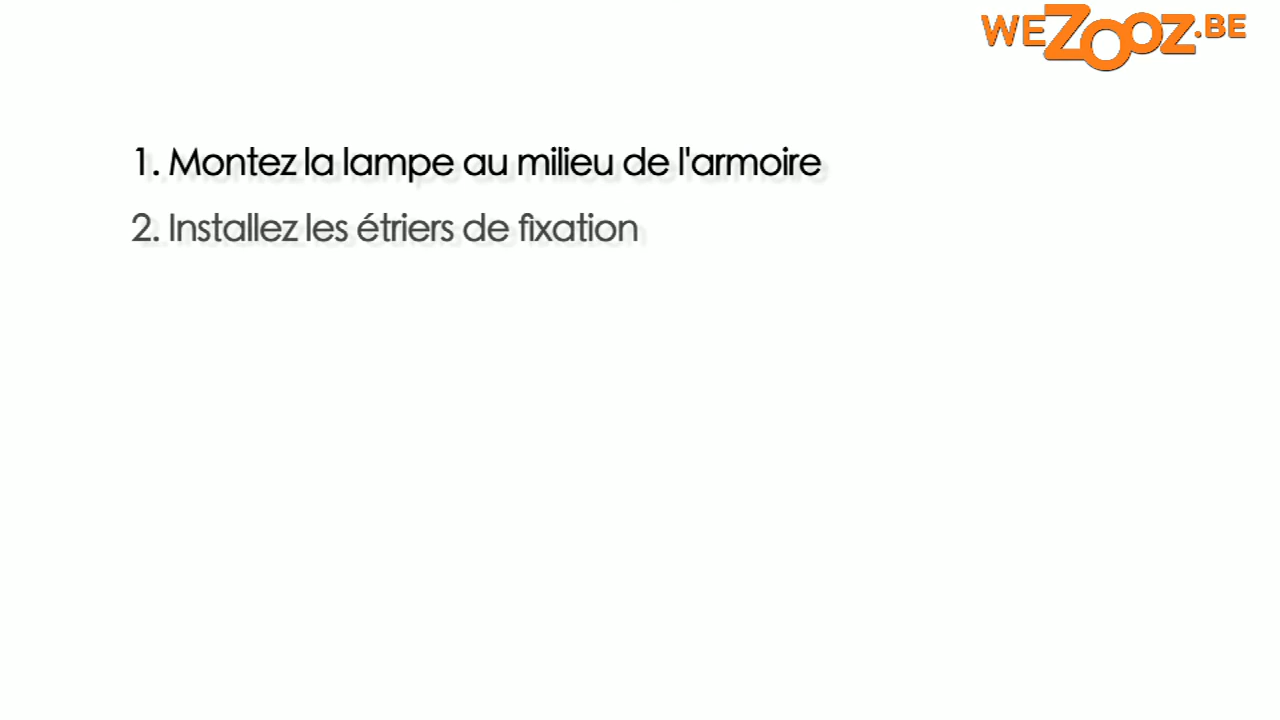 WEZOOZ.BE
1. Montez la lampe au milieu de l'armoire
2. Installez les étriers de fixation